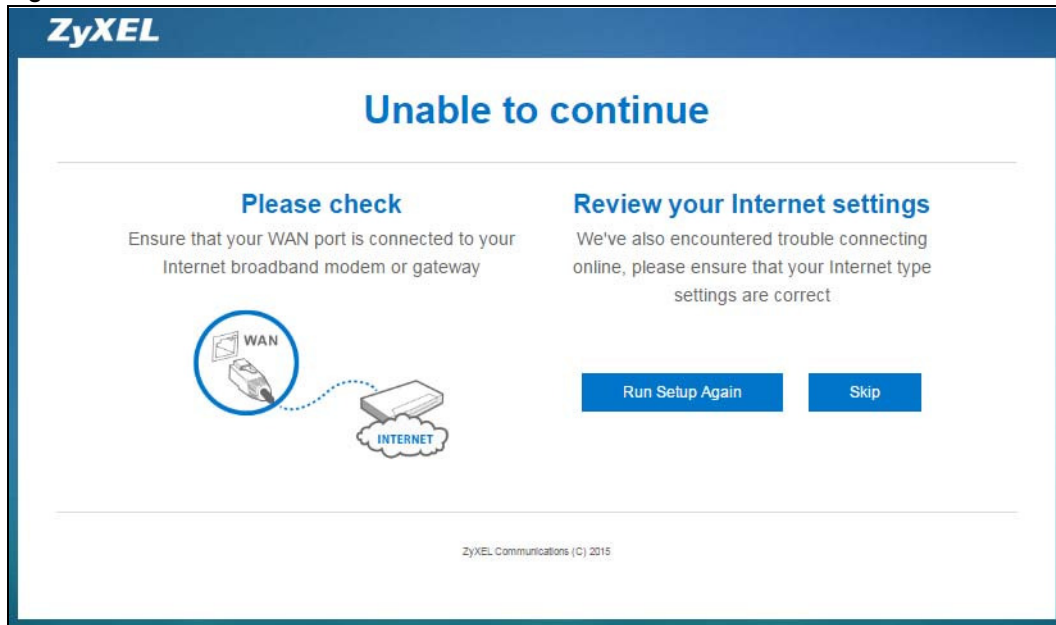 ZyXEL
Unable to continue
Please check
Ensure that your WAN port is connected to your
Internet broadband modem or gateway
WAN
INTERNET
Review your Internet settings
We've also encountered trouble connecting
online, please ensure that your Internet type
settings are correct
Run Setup Again
Skip
ZyXEL Communications (C) 2015